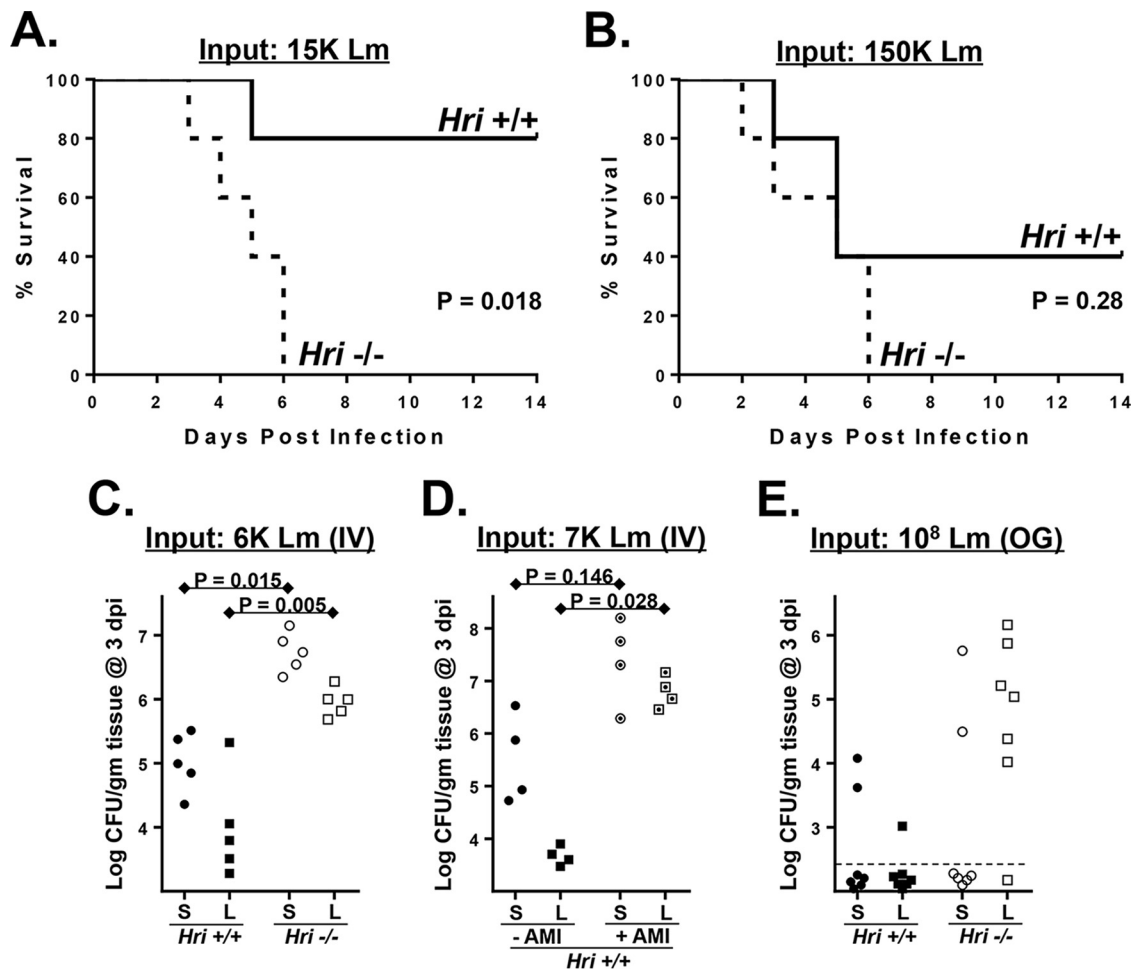 A.
Input: 15K Lm
100
80
60
40
20
0
% Survival
Hri +/+
P = 0.018
Hri -/-
0 2 4 6 8 10 12 14
Days Post Infection
B.
Input: 150K Lm
100
80
60
40
20
0
% Survival
Hri +/+
P = 0.28
Hri -/-
0 2 4 6 8 10 12 14
Days Post Infection
C.
Input: 6K Lm (IV)
P = 0.015
P = 0.005
7
6
5
4
Log CFU/gm tissue @ 3 dpi
S L S L
Hri +/+ Hri -/-
D.
Input: 7K Lm (IV)
P = 0.146
P = 0.028
8
7
6
5
4
Log CFU/gm tissue @ 3 dpi
S L S L
- AMI + AMI
Hri +/+
E.
Input: 10⁸ Lm (OG)
6
5
4
3
Log CFU/gm tissue @ 3 dpi
S L S L
Hri +/+ Hri -/-